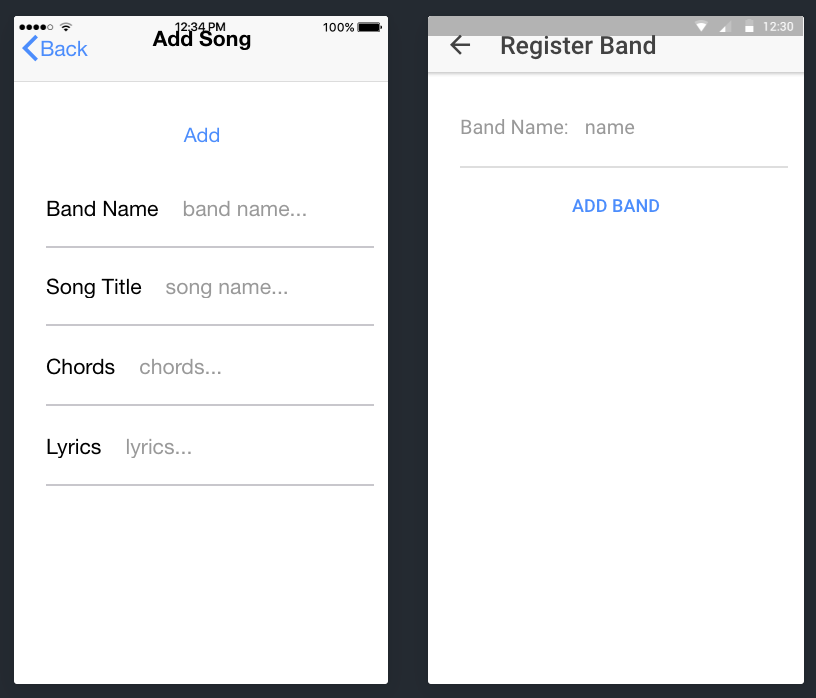 12:34 PM 100%
Back Add Song
Add
Band Name band name...
Song Title song name...
Chords chords...
Lyrics lyrics...
12:30
Register Band
Band Name: name
ADD BAND